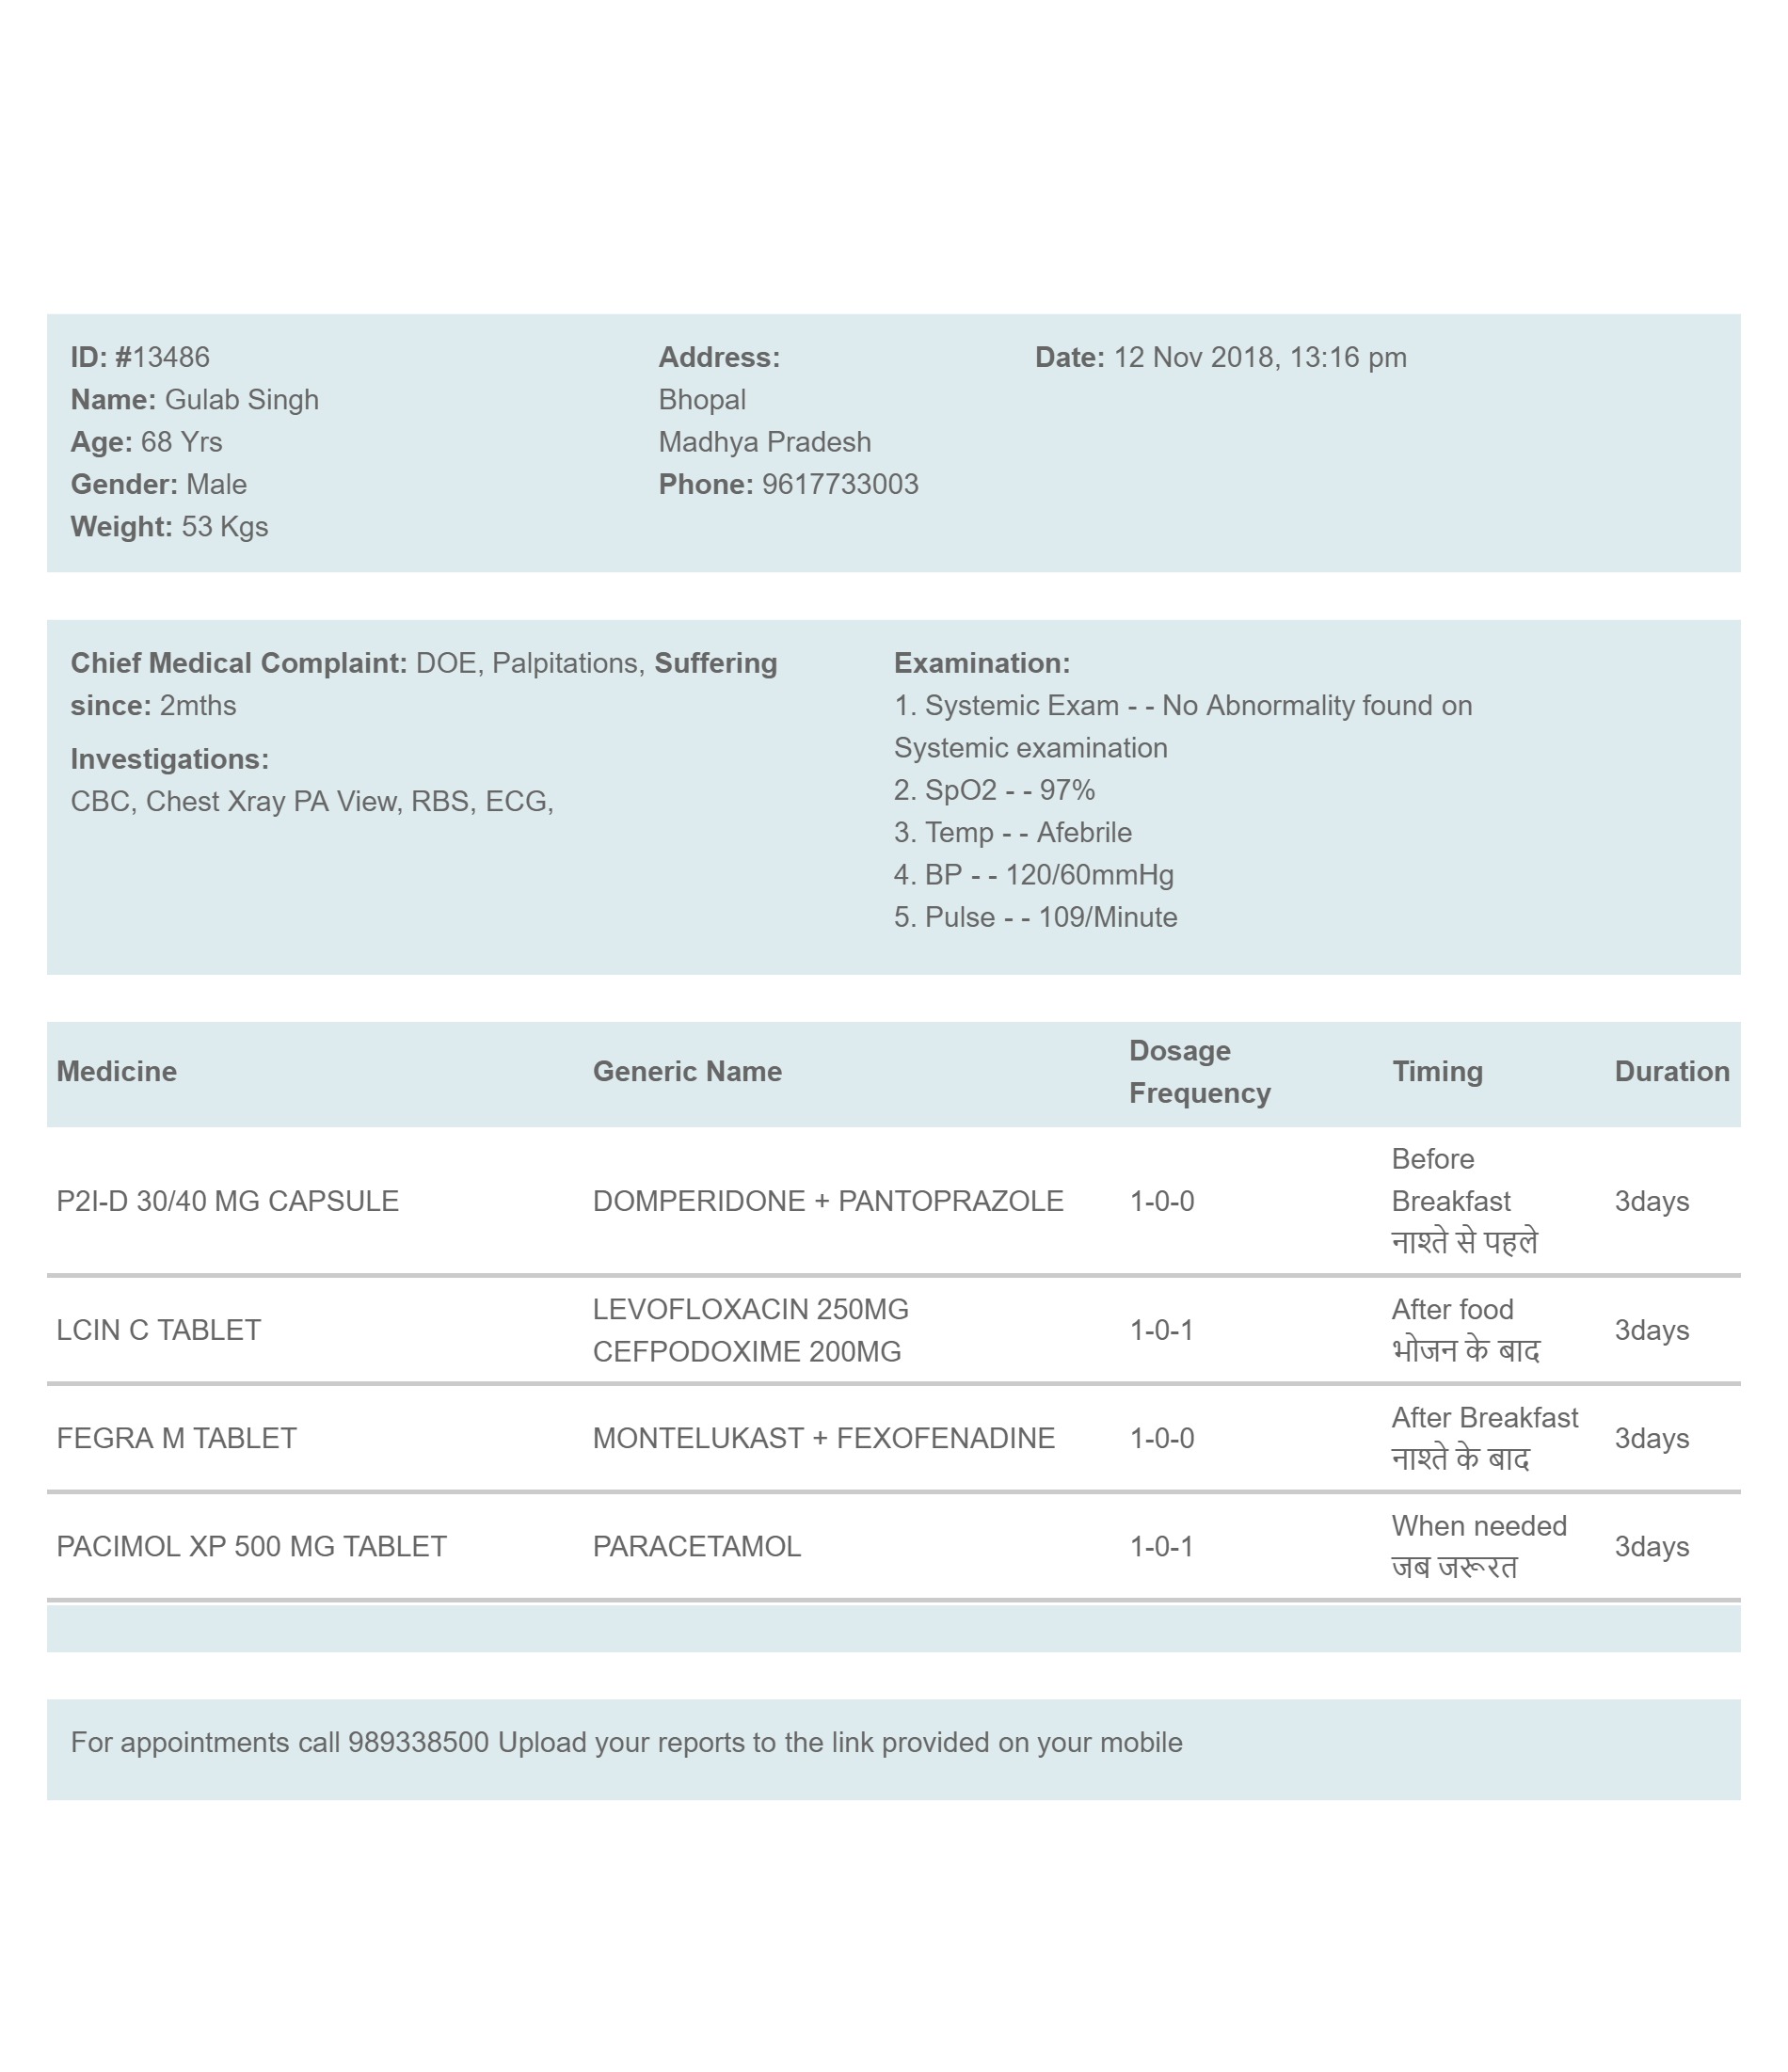 ID: #13486
Name: Gulab Singh
Age: 68 Yrs
Gender: Male
Weight: 53 Kgs
Address:
Bhopal
Madhya Pradesh
Phone: 9617733003
Date: 12 Nov 2018, 13:16 pm
Chief Medical Complaint: DOE, Palpitations, Suffering
since: 2mths
Investigations:
CBC, Chest Xray PA View, RBS, ECG,
Examination:
1. Systemic Exam - - No Abnormality found on
Systemic examination
2. SpO2 - - 97%
3. Temp - - Afebrile
4. BP - - 120/60mmHg
5. Pulse - - 109/Minute
Medicine
Generic Name
Dosage
Frequency
Timing
Duration
P2I-D 30/40 MG CAPSULE
DOMPERIDONE + PANTOPRAZOLE
1-0-0
Before
Breakfast
नाश्ते से पहले
3days
LCIN C TABLET
LEVOFLOXACIN 250MG
CEFPODOXIME 200MG
1-0-1
After food
भोजन के बाद
3days
FEGRA M TABLET
MONTELUKAST + FEXOFENADINE
1-0-0
After Breakfast
नाश्ते के बाद
3days
PACIMOL XP 500 MG TABLET
PARACETAMOL
1-0-1
When needed
जब जरूरत
3days
For appointments call 989338500 Upload your reports to the link provided on your mobile